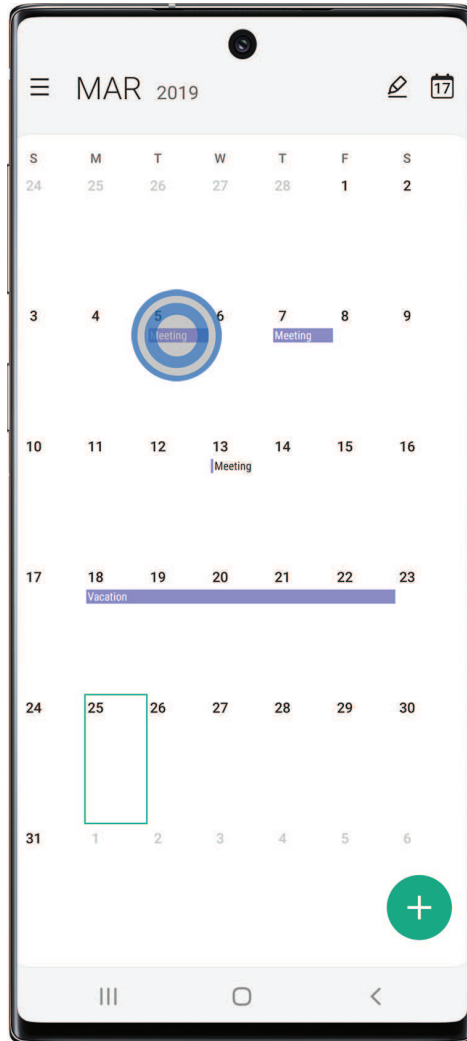 MAR 2019 17
S M T W T F S
24 25 26 27 28 1 2
3 4 5 6 7 8 9
Meeting Meeting
10 11 12 13 14 15 16
Meeting
17 18 19 20 21 22 23
Vacation
24 25 26 27 28 29 30
31 1 2 3 4 5 6